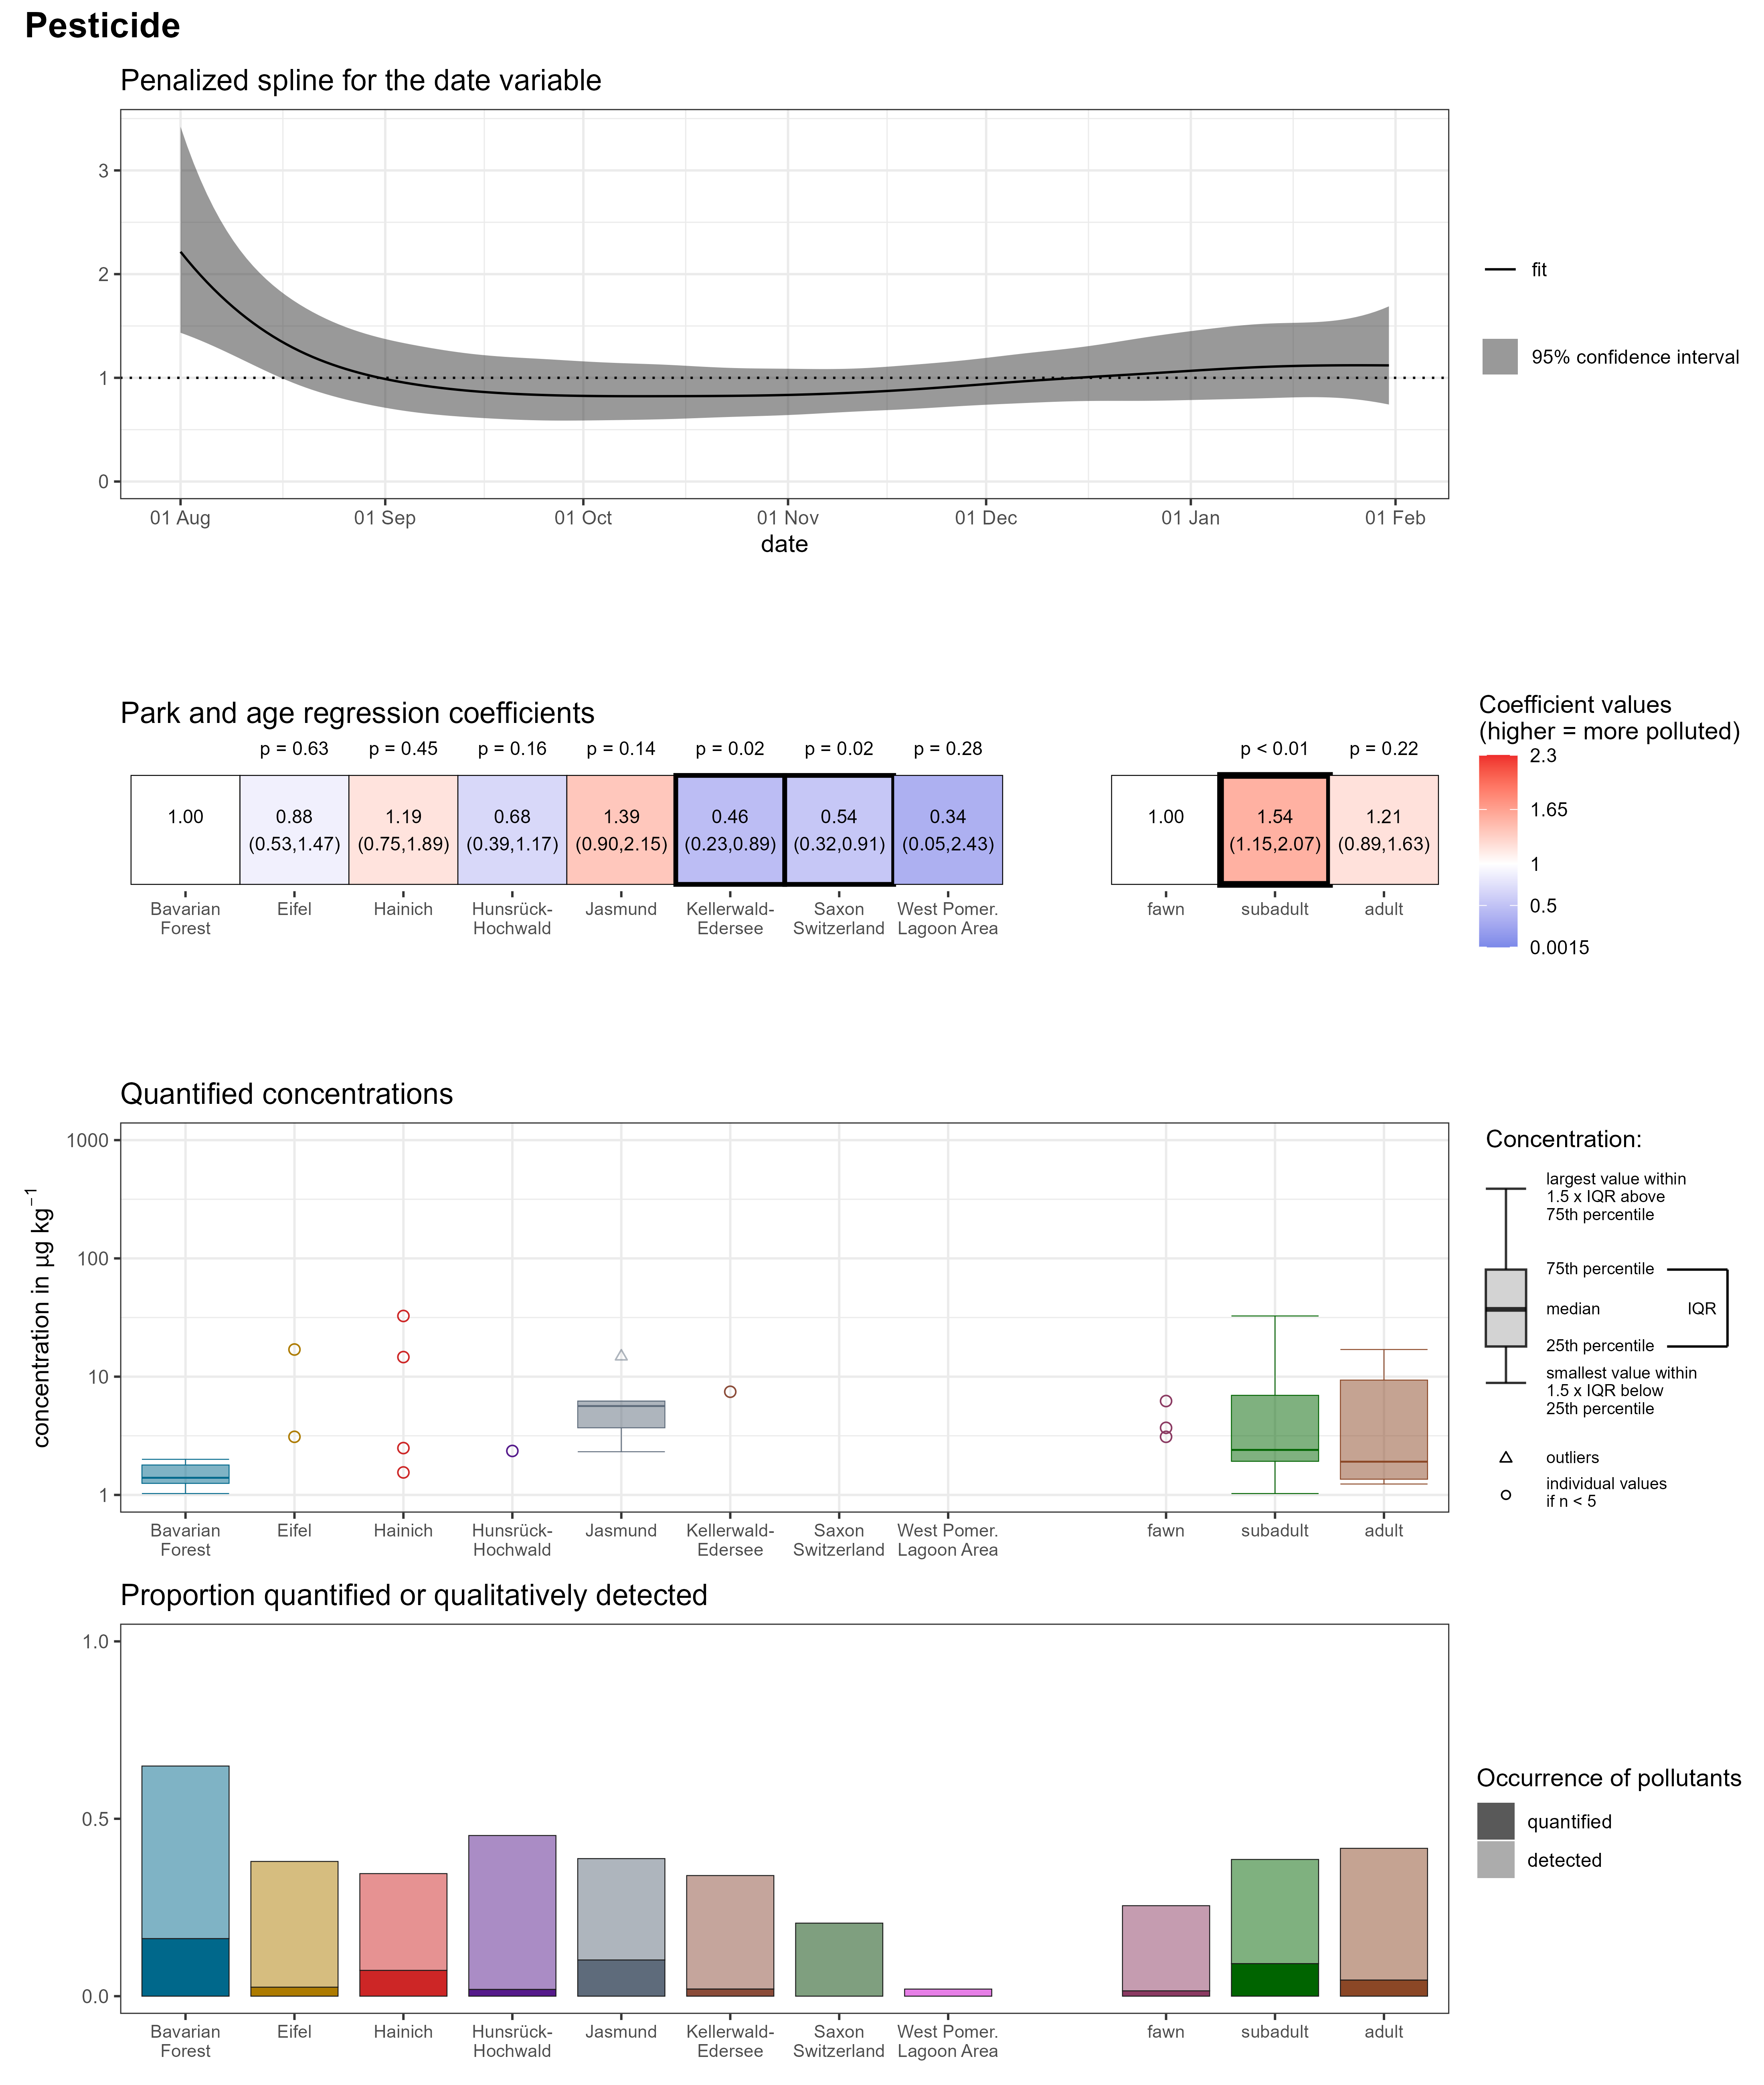 Pesticide
Penalized spline for the date variable
3
2
1
0
01 Aug 01 Sep 01 Oct 01 Nov 01 Dec 01 Jan 01 Feb
date
fit
95% confidence interval
Park and age regression coefficients
p = 0.63 p = 0.45 p = 0.16 p = 0.14 p = 0.02 p = 0.02 p = 0.28 p < 0.01 p = 0.22
1.00 0.88 1.19 0.68 1.39 0.46 0.54 0.34 1.00 1.54 1.21
(0.53,1.47) (0.75,1.89) (0.39,1.17) (0.90,2.15) (0.23,0.89) (0.32,0.91) (0.05,2.43) (1.15,2.07) (0.89,1.63)
Bavarian Eifel Hainich Hunsrück- Jasmund Kellerwald- Saxon West Pomer. fawn subadult adult
Forest Hochwald Edersee Switzerland Lagoon Area
Coefficient values
(higher = more polluted)
2.3
1.65
1
0.5
0.0015
Quantified concentrations
concentration in µg kg⁻¹
1000
100
10
1
Bavarian Eifel Hainich Hunsrück- Jasmund Kellerwald- Saxon West Pomer. fawn subadult adult
Forest Hochwald Edersee Switzerland Lagoon Area
Concentration:
largest value within
1.5 x IQR above
75th percentile
75th percentile
median IQR
25th percentile
smallest value within
1.5 x IQR below
25th percentile
outliers
individual values
if n < 5
Proportion quantified or qualitatively detected
1.0
0.5
0.0
Bavarian Eifel Hainich Hunsrück- Jasmund Kellerwald- Saxon West Pomer. fawn subadult adult
Forest Hochwald Edersee Switzerland Lagoon Area
Occurrence of pollutants
quantified
detected